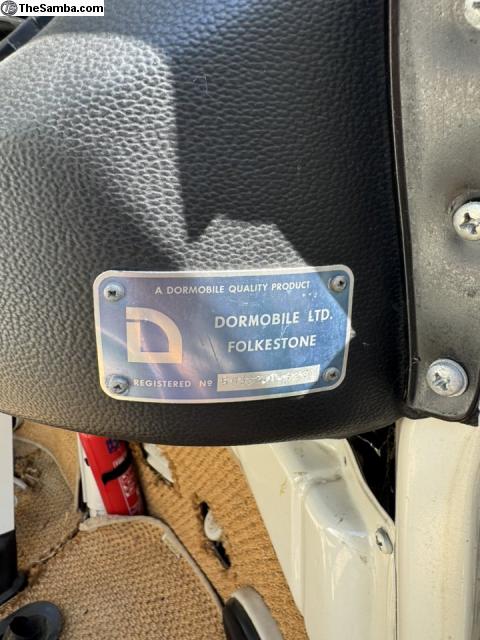 TheSamba.com
A DORMOBILE QUALITY PRODUCT
DORMOBILE LTD.
FOLKESTONE
REGISTERED Nº